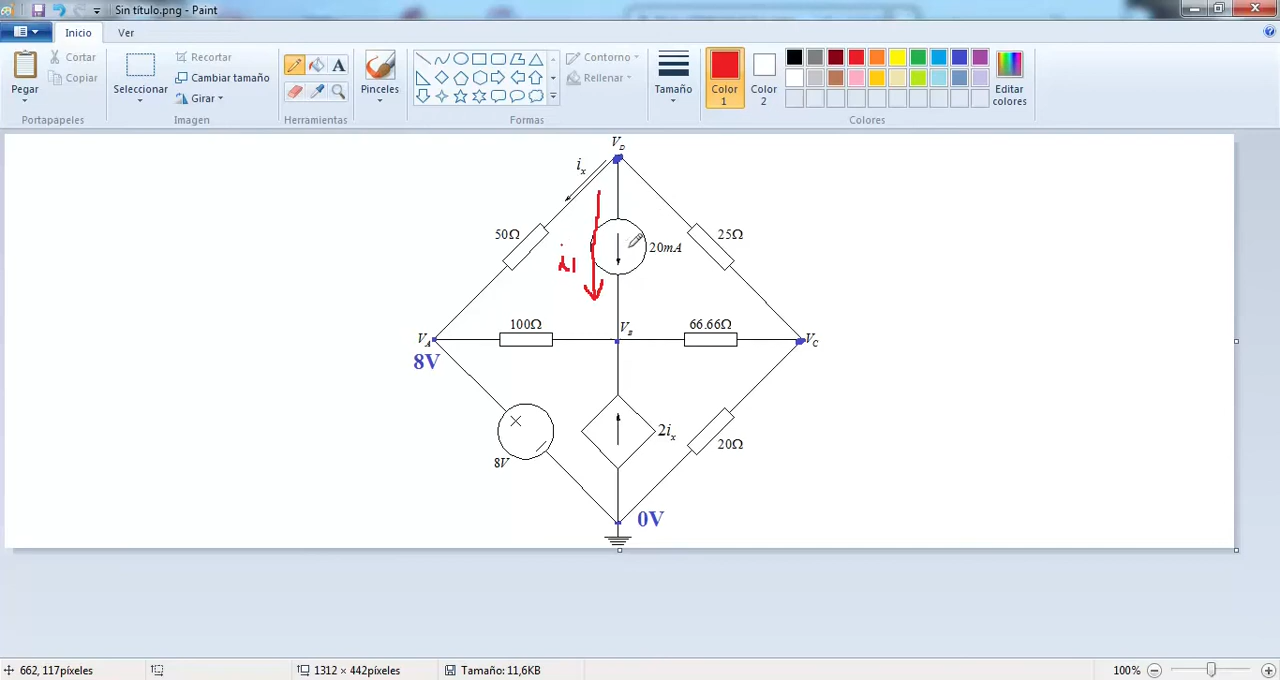 Sin título.png - Paint
Inicio
Ver
Pegar
Cortar
Copiar
Portapapeles
Seleccionar
Recortar
Cambiar tamaño
Girar
Imagen
A
Herramientas
Pinceles
Contorno
Rellenar
Formas
Tamaño
Color 1
Color 2
Editar colores
Colores
V_D
i_x
50Ω
25Ω
20mA
i1
100Ω
66.66Ω
V_A
V_B
V_C
8V
2i_x
20Ω
8V
0V
662, 117píxeles
1312 × 442píxeles
Tamaño: 11,6KB
100%